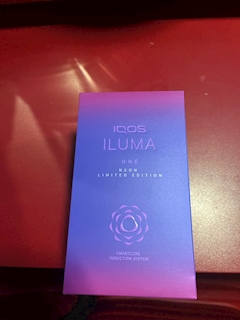 IQOS
ILUMA
ONE
NEON
LIMITED EDITION
SMARTCORE
INDUCTION SYSTEM